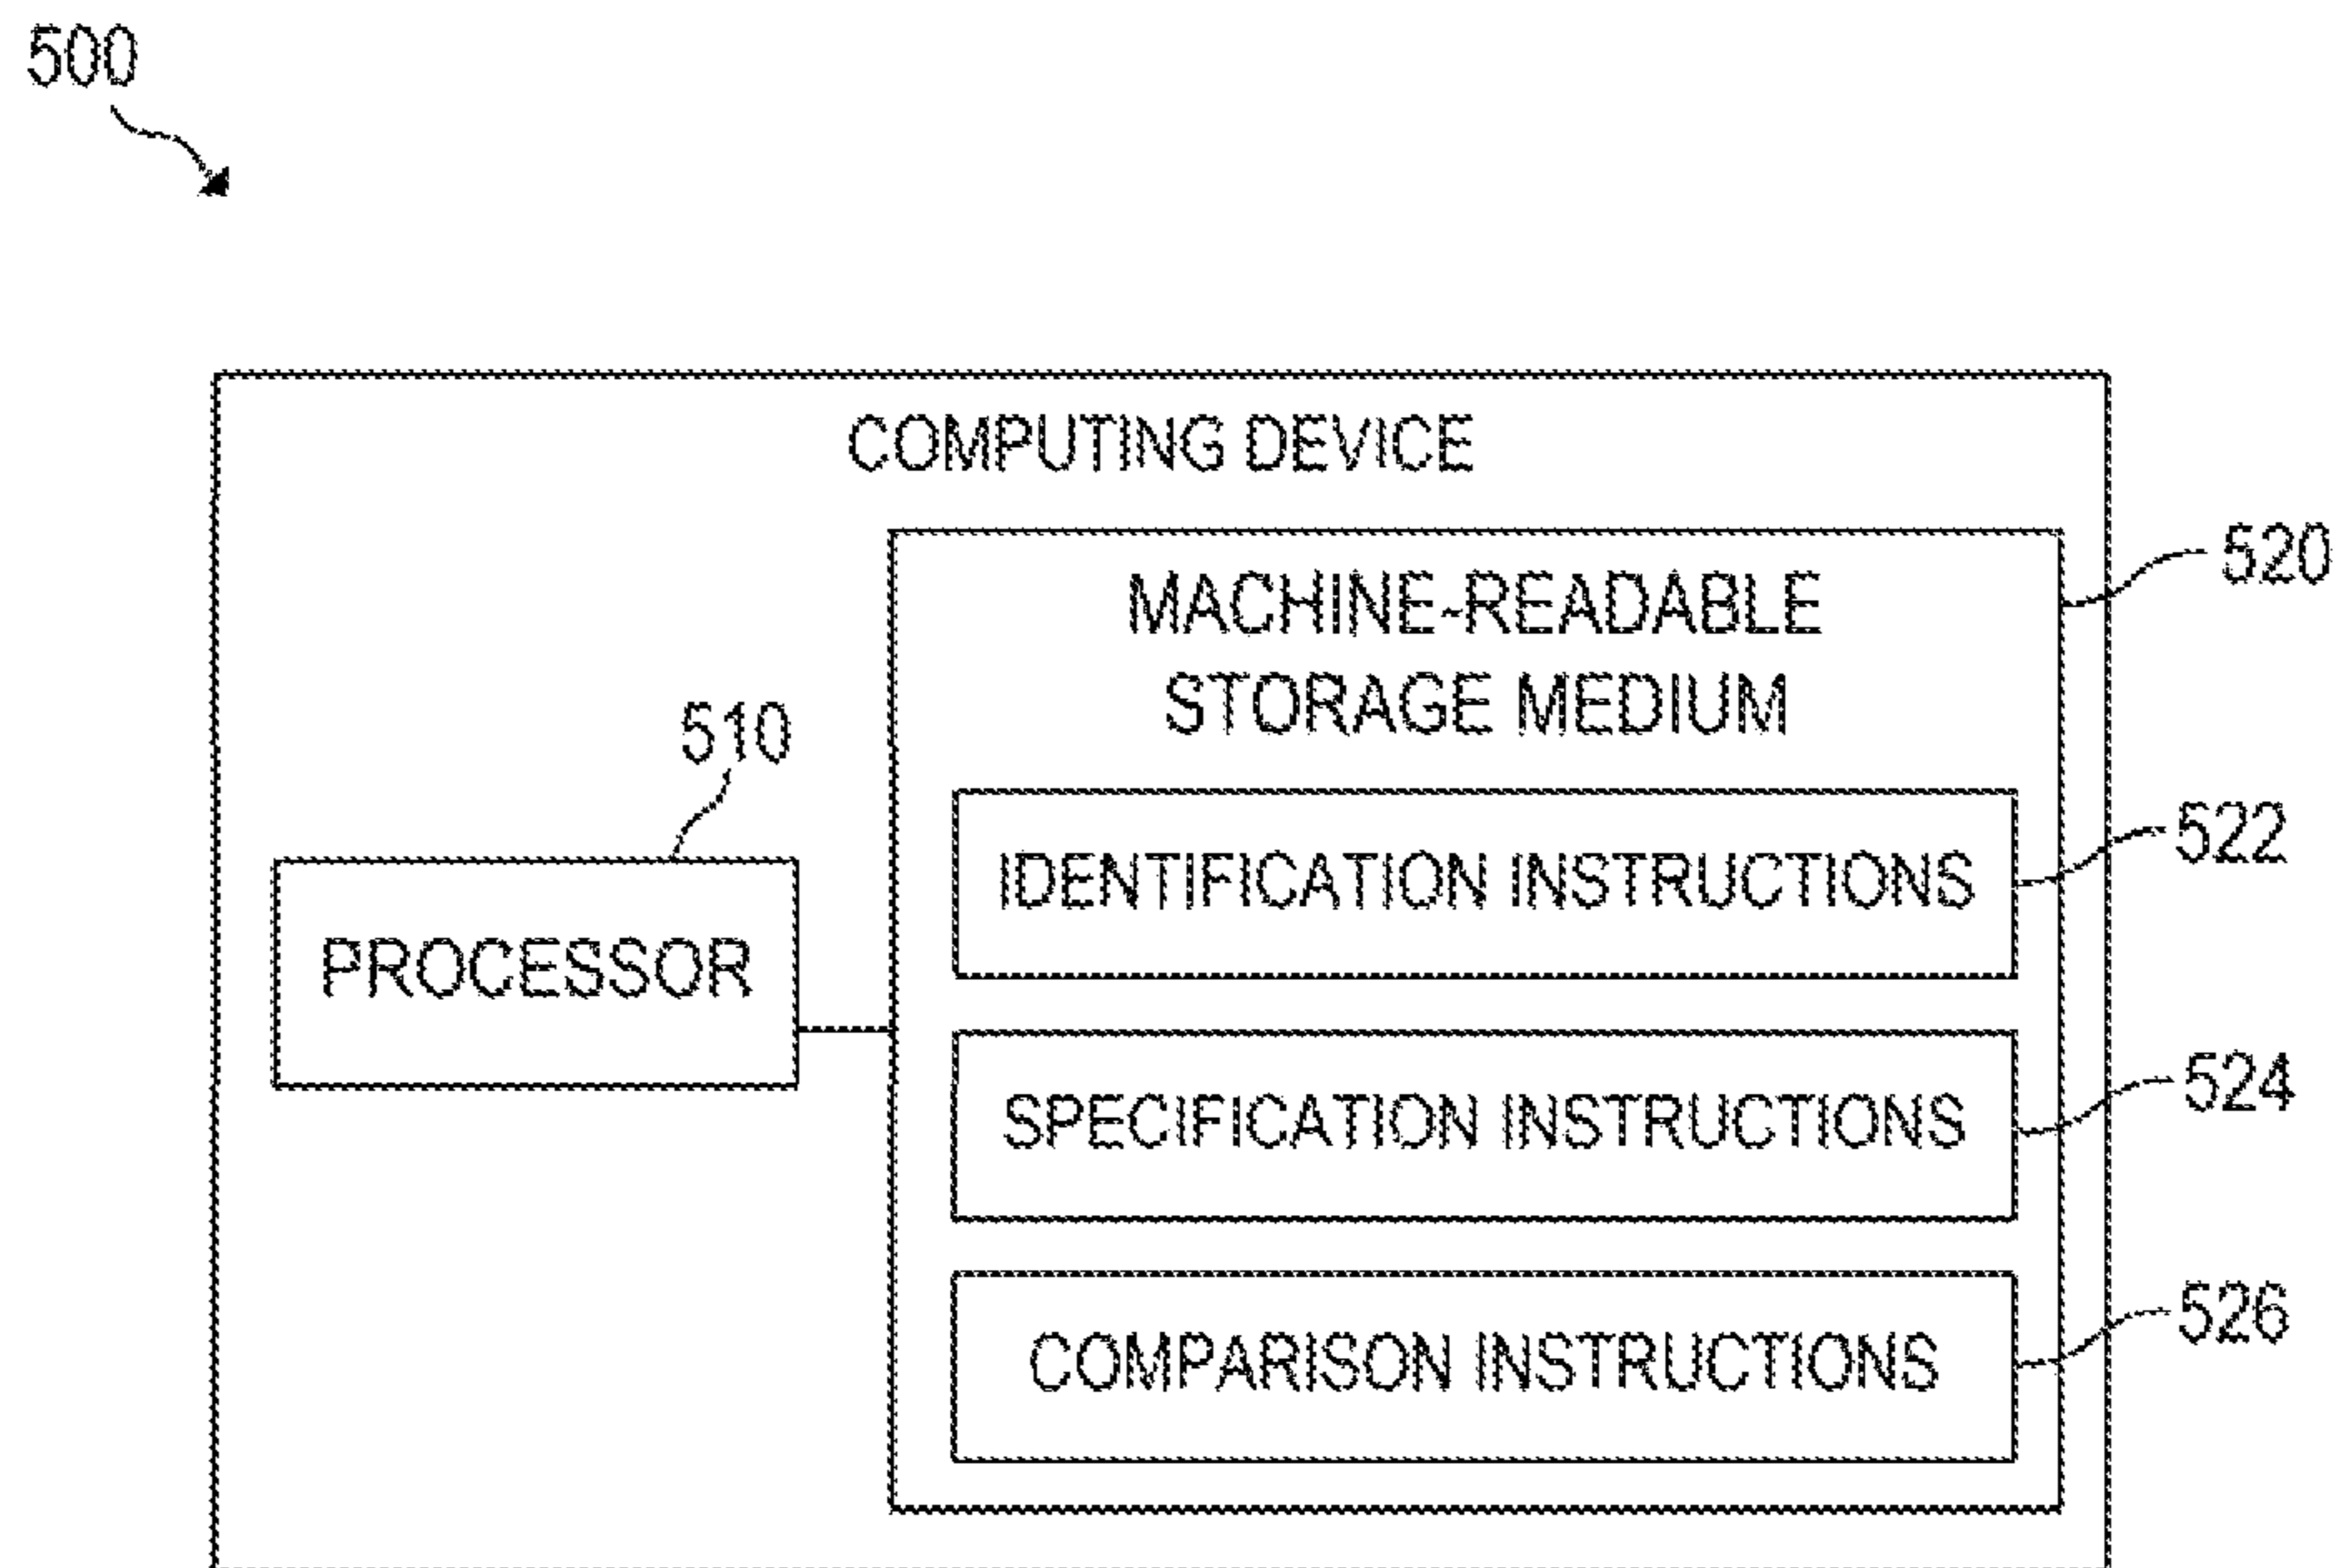 500
COMPUTING DEVICE
520
MACHINE-READABLE
STORAGE MEDIUM
510
522
IDENTIFICATION INSTRUCTIONS
PROCESSOR
524
SPECIFICATION INSTRUCTIONS
526
COMPARISON INSTRUCTIONS